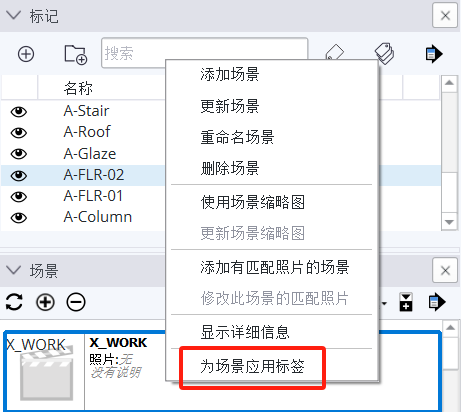 标记
搜索
名称
A-Stair
A-Roof
A-Glaze
A-FLR-02
A-FLR-01
A-Column
添加场景
更新场景
重命名场景
删除场景
使用场景缩略图
更新场景缩略图
添加有匹配照片的场景
修改此场景的匹配照片
显示详细信息
为场景应用标签
场景
X_WORK
X_WORK
照片:无
没有说明